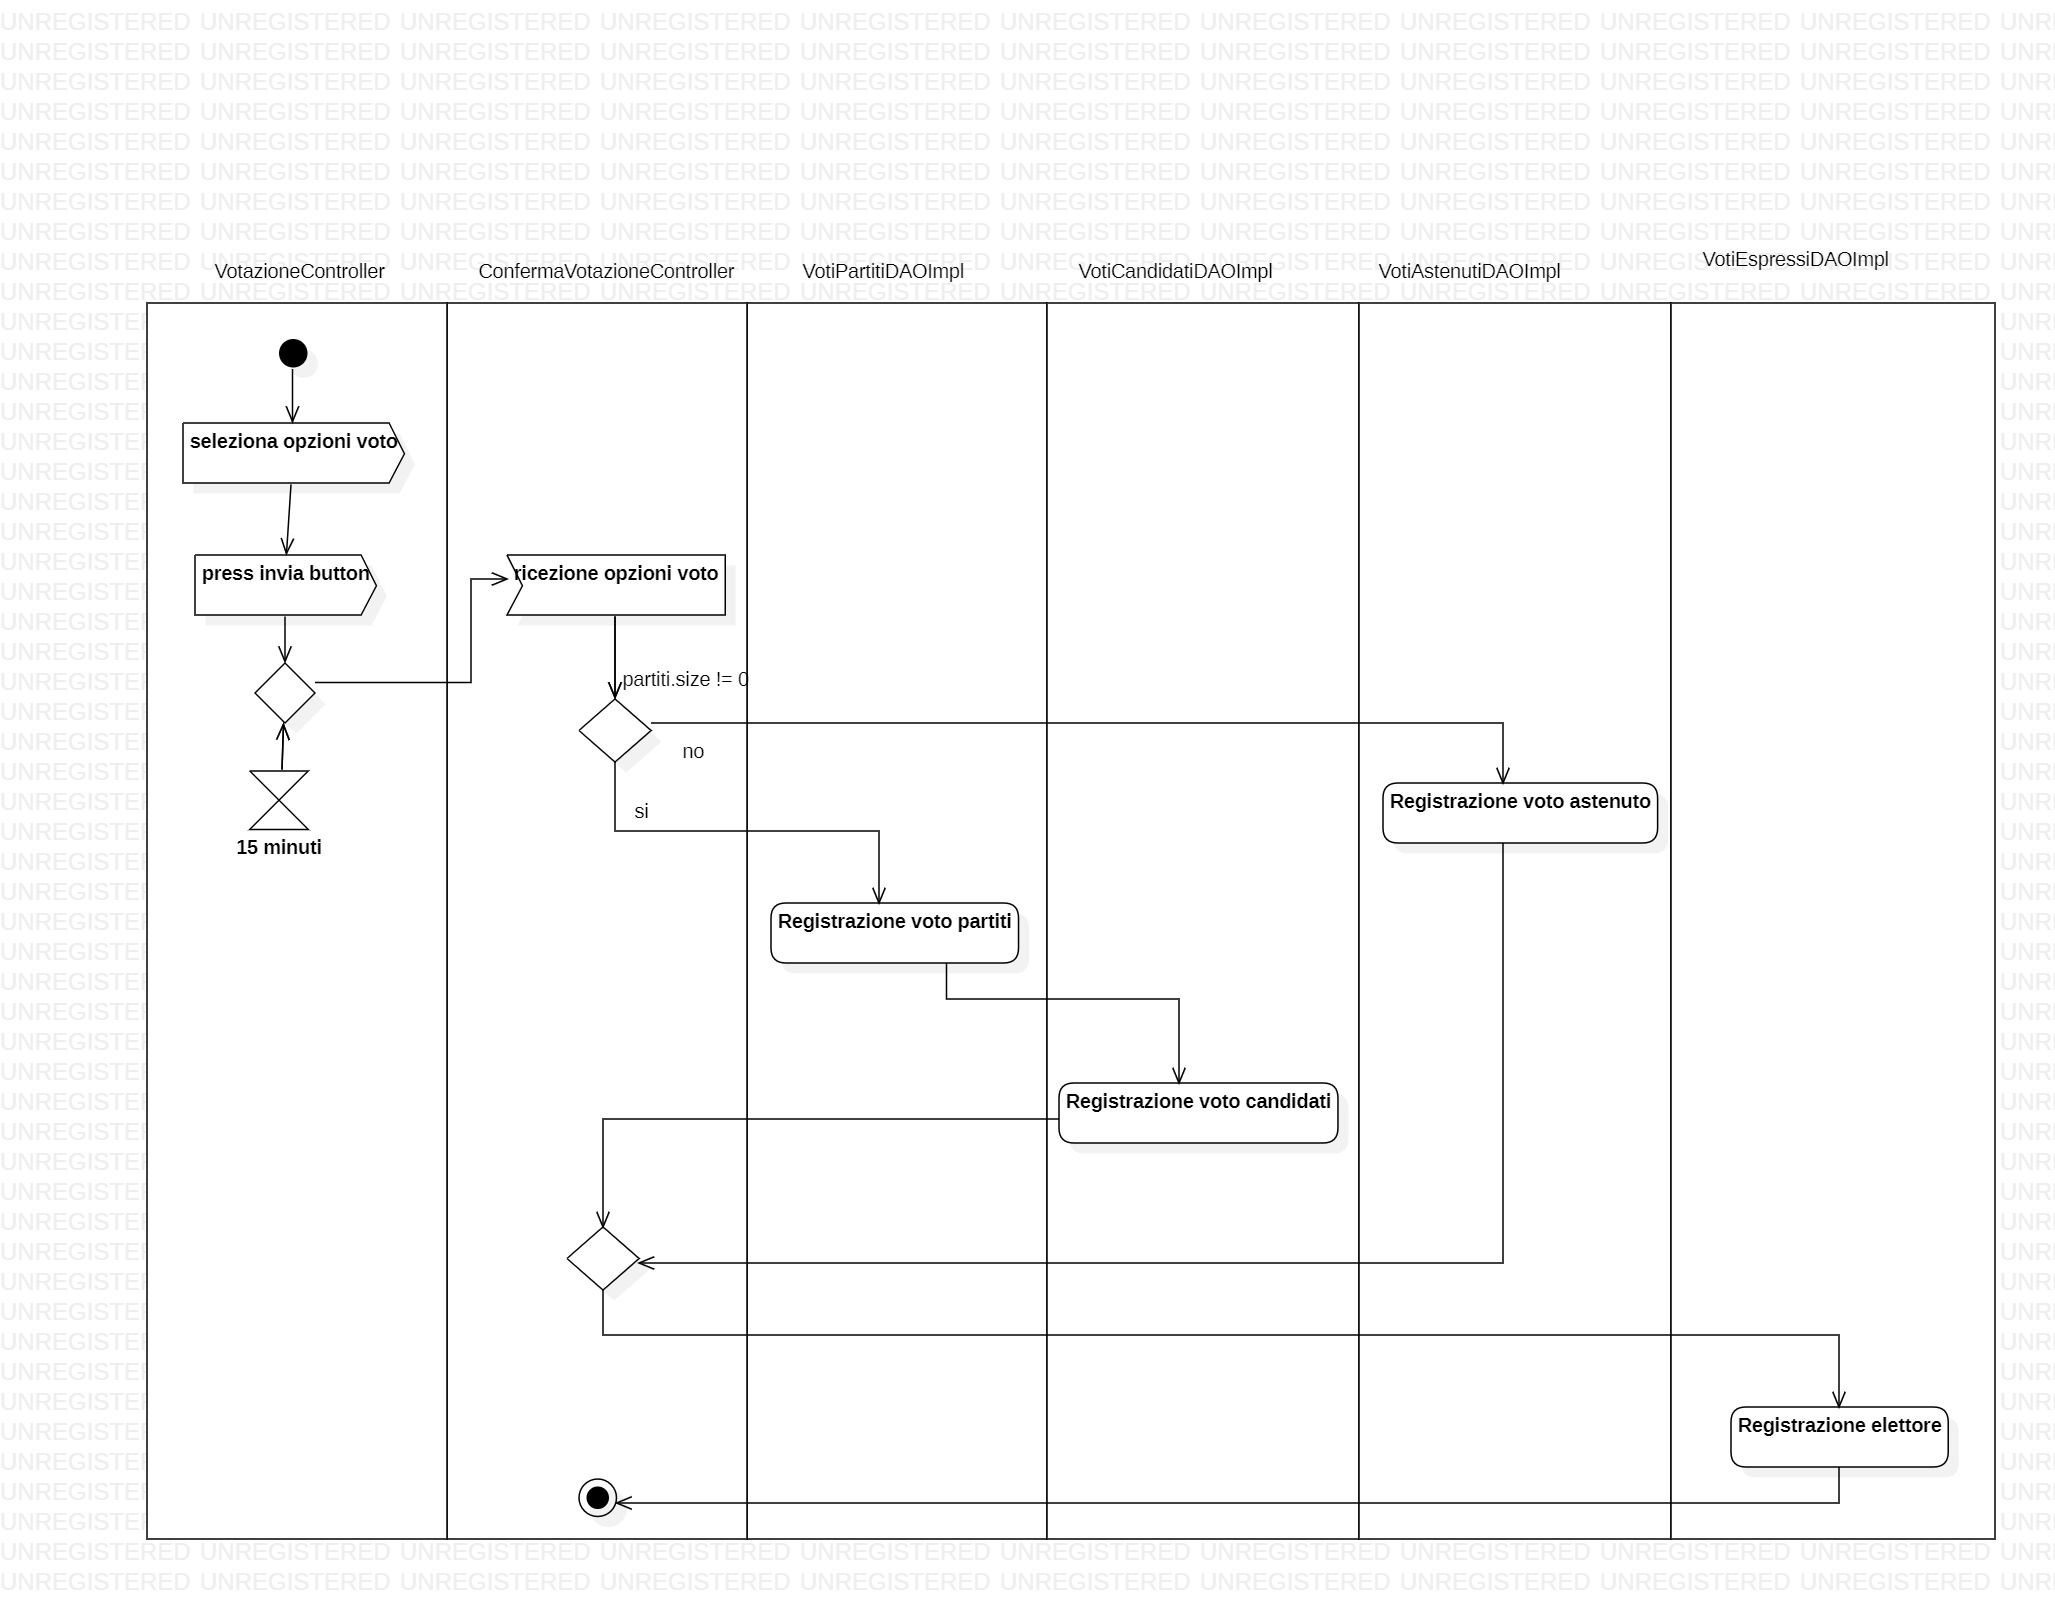 UNREGISTERED UNREGISTERED UNREGISTERED UNREGISTERED UNREGISTERED UNREGISTERED UNREGISTERED UNREGISTERED UNREGISTERED UNREGISTERED
VotazioneController
ConfermaVotazioneController
VotiPartitiDAOImpl
VotiCandidatiDAOImpl
VotiAstenutiDAOImpl
VotiEspressiDAOImpl
seleziona opzioni voto
press invia button
ricezione opzioni voto
partiti.size != 0
no
si
15 minuti
Registrazione voto astenuto
Registrazione voto partiti
Registrazione voto candidati
Registrazione elettore